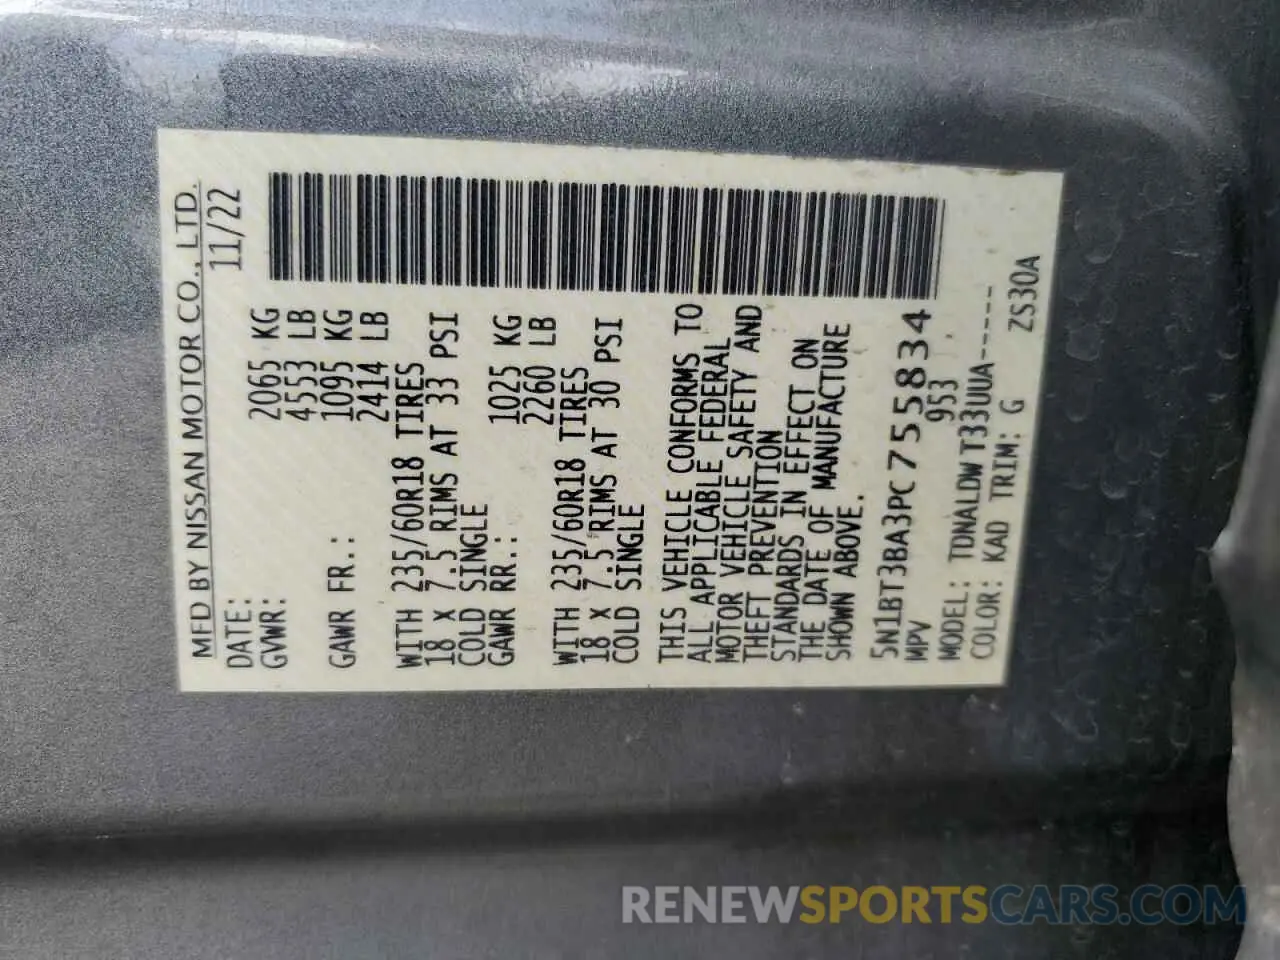 MFD BY NISSAN MOTOR CO., LTD.
DATE: 11/22
GVWR: 2065 KG
4553 LB
GAWR FR.: 1095 KG
2414 LB
WITH 235/60R18 TIRES
18 X 7.5 RIMS AT 33 PSI
COLD SINGLE
GAWR RR.: 1025 KG
2260 LB
WITH 235/60R18 TIRES
18 X 7.5 RIMS AT 30 PSI
COLD SINGLE
THIS VEHICLE CONFORMS TO
ALL APPLICABLE FEDERAL
MOTOR VEHICLE SAFETY AND
THEFT PREVENTION
STANDARDS IN EFFECT ON
THE DATE OF MANUFACTURE
SHOWN ABOVE.
5N1BT3BA3PC755834
MPV 953
MODEL: TDNALDWT33UUA-----
COLOR: KAD TRIM: G ZS30A
RENEWSPORTSCARS.COM